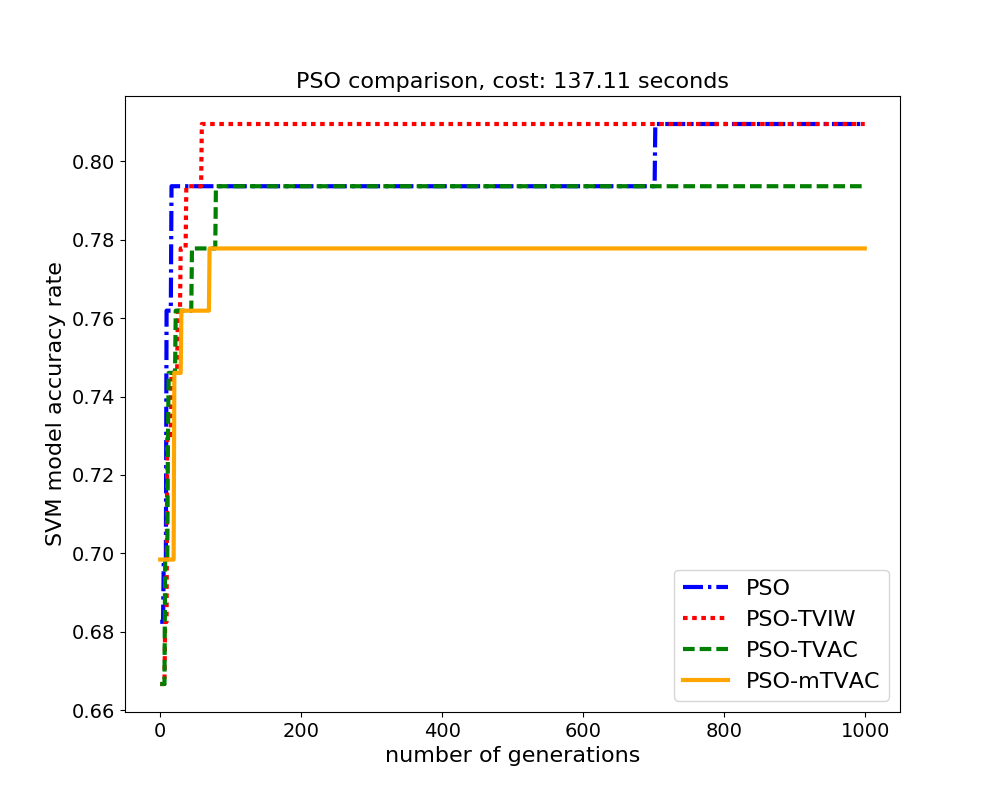 PSO comparison, cost: 137.11 seconds
SVM model accuracy rate
0.80
0.78
0.76
0.74
0.72
0.70
0.68
0.66
0 200 400 600 800 1000
number of generations
PSO
PSO-TVIW
PSO-TVAC
PSO-mTVAC